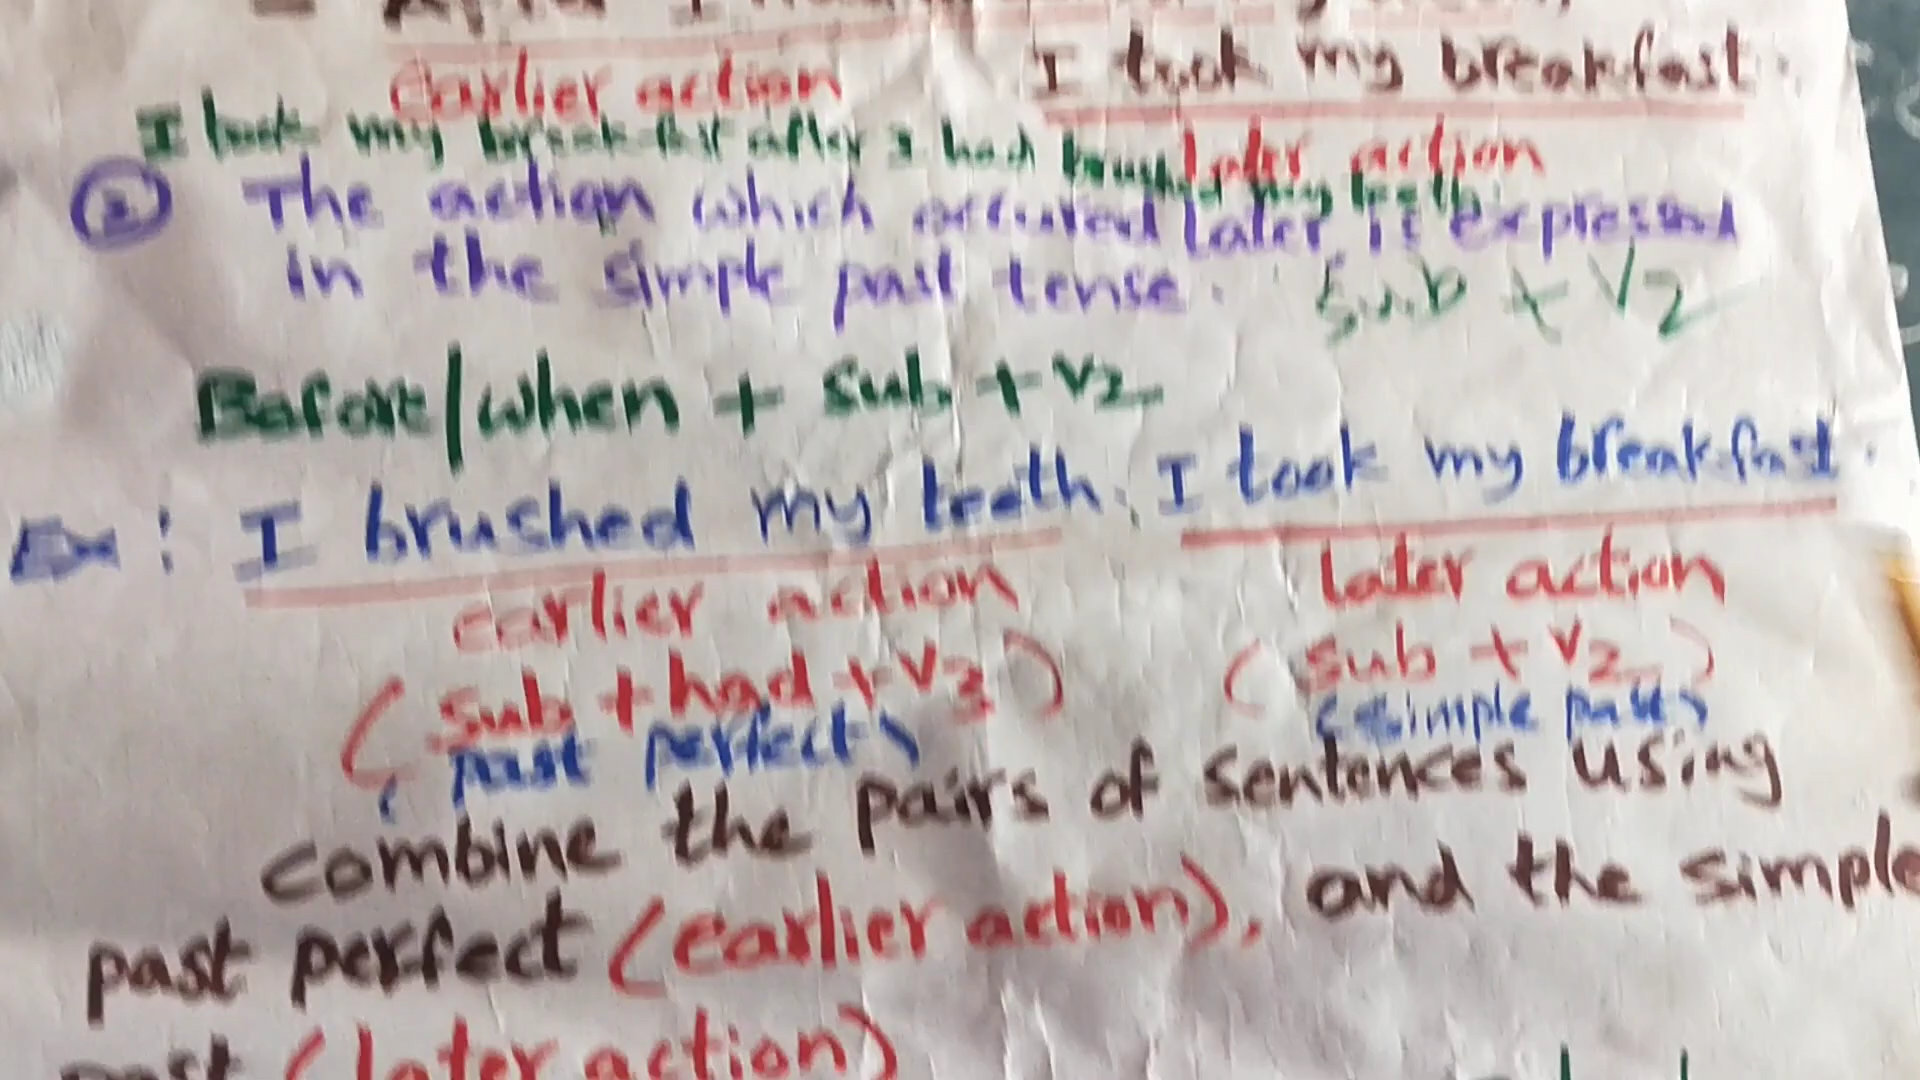 After I had
I took my breakfast.
Earlier action
I took my breakfast after I had brushed my teeth.
later action
② The action which occured later, is expressed
in the simple past tense. Sub + V2
Before/when + sub + V2
Ex: I brushed my teeth. I took my breakfast.
earlier action later action
(Sub + had + V3) (sub + V2)
(past perfect) (simple past)
combine the pairs of sentences using
past perfect (earlier action), and the simple
past (later action)